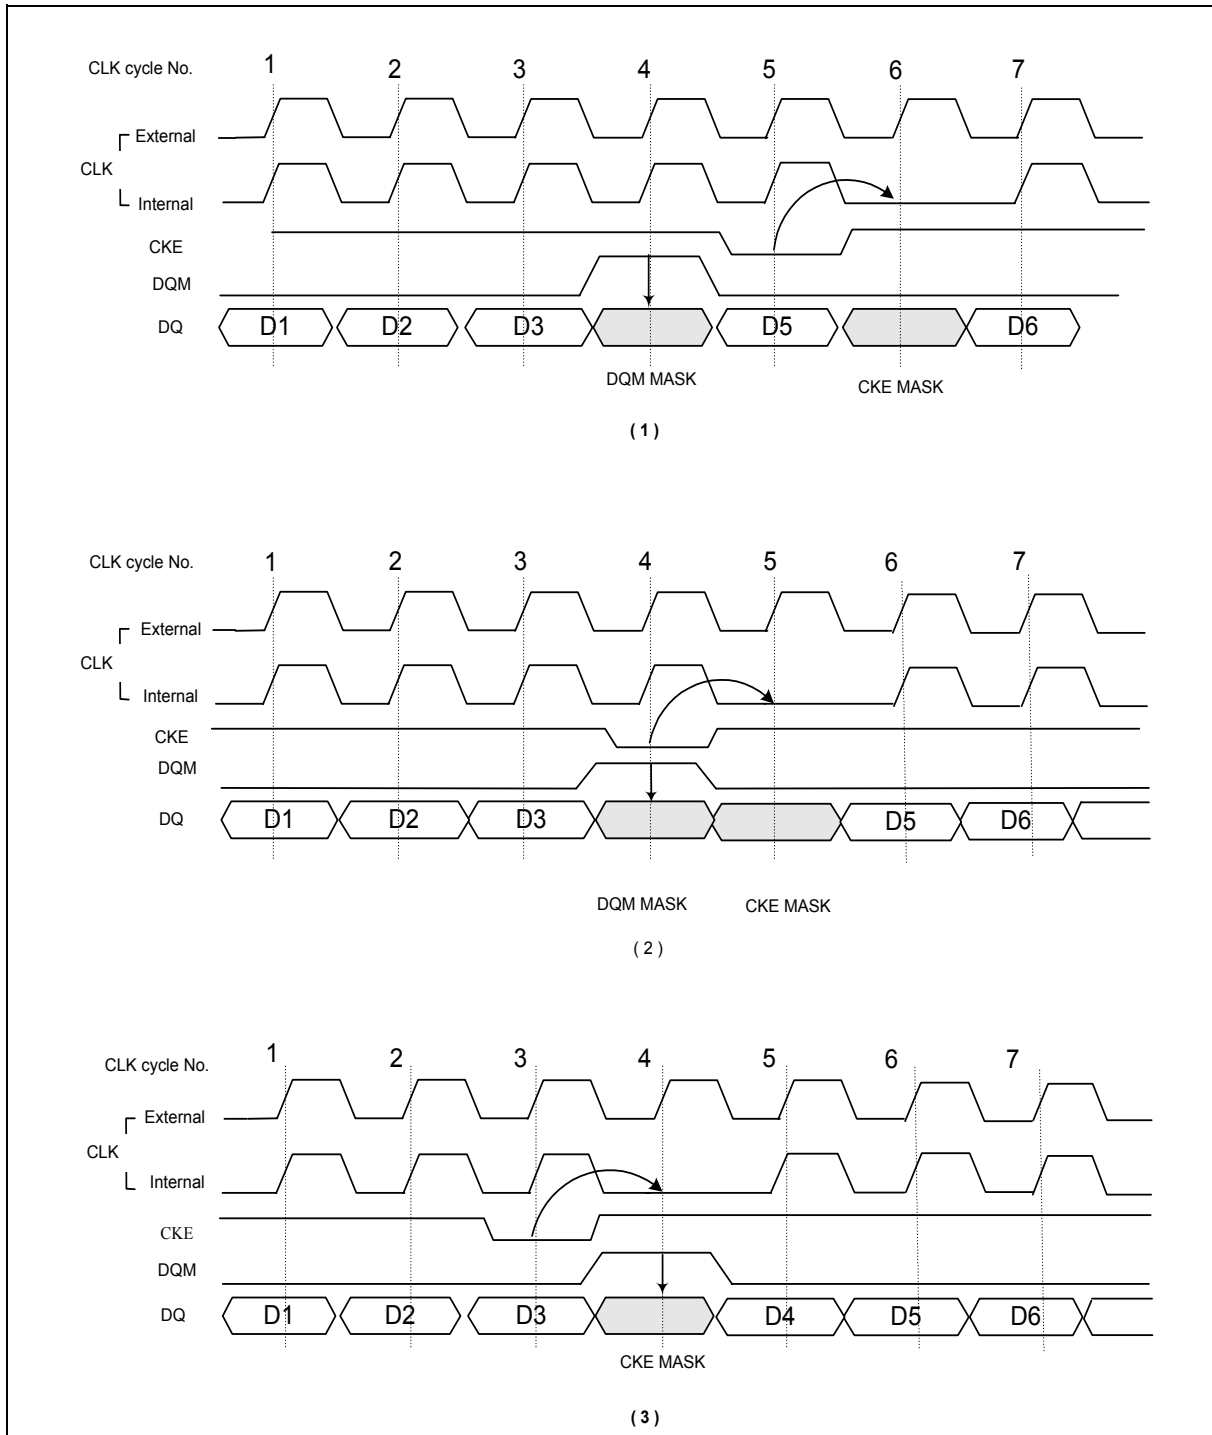 CLK cycle No. 1 2 3 4 5 6 7
External
CLK
Internal
CKE
DQM
DQ D1 D2 D3 D5 D6
DQM MASK CKE MASK
( 1 )
CLK cycle No. 1 2 3 4 5 6 7
External
CLK
Internal
CKE
DQM
DQ D1 D2 D3 D5 D6
DQM MASK CKE MASK
( 2 )
CLK cycle No. 1 2 3 4 5 6 7
External
CLK
Internal
CKE
DQM
DQ D1 D2 D3 D4 D5 D6
CKE MASK
( 3 )